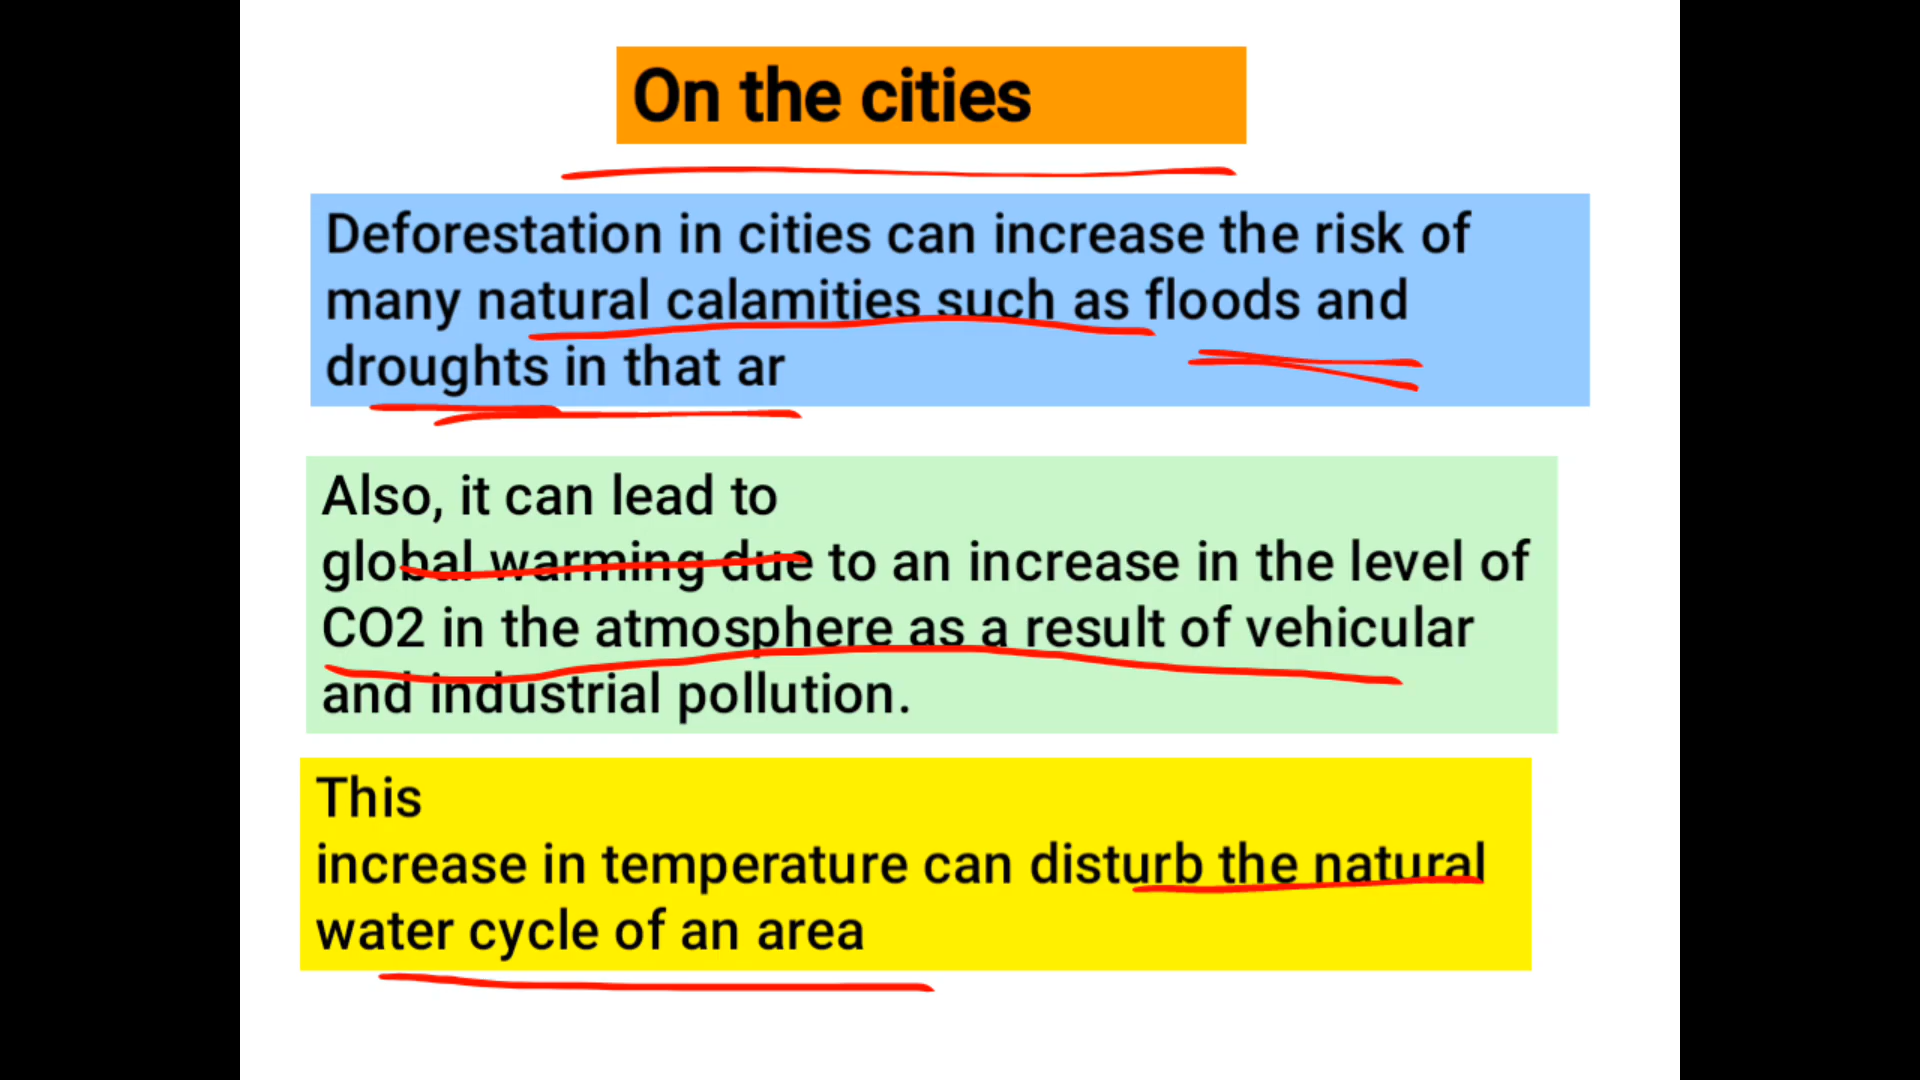 On the cities
Deforestation in cities can increase the risk of
many natural calamities such as floods and
droughts in that ar
Also, it can lead to
global warming due to an increase in the level of
CO2 in the atmosphere as a result of vehicular
and industrial pollution.
This
increase in temperature can disturb the natural
water cycle of an area